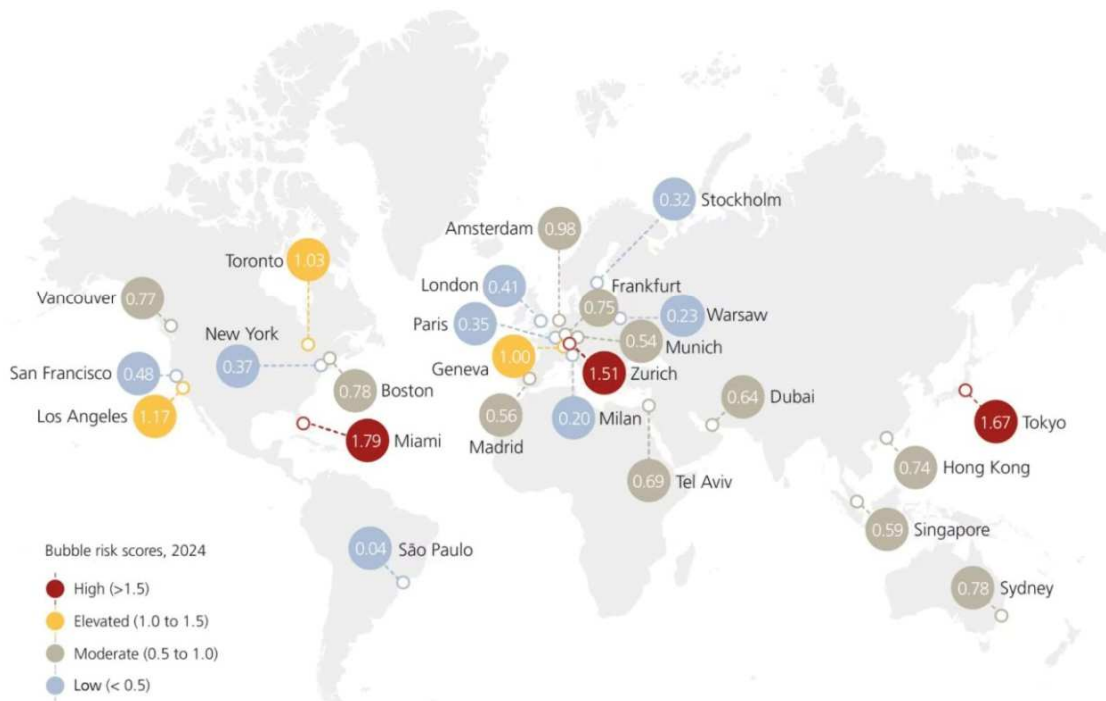 0.32 Stockholm
Amsterdam 0.98
Toronto 1.03
London 0.41
Frankfurt
0.75
Vancouver 0.77
Paris 0.35
0.23 Warsaw
New York
0.37
0.54
Munich
Geneva 1.00
San Francisco 0.48
1.51 Zurich
0.78 Boston
0.64 Dubai
Los Angeles 1.17
0.56
Madrid
0.20 Milan
1.67 Tokyo
1.79 Miami
0.74 Hong Kong
0.69 Tel Aviv
0.59 Singapore
0.04 São Paulo
0.78 Sydney
Bubble risk scores, 2024
High (>1.5)
Elevated (1.0 to 1.5)
Moderate (0.5 to 1.0)
Low (< 0.5)